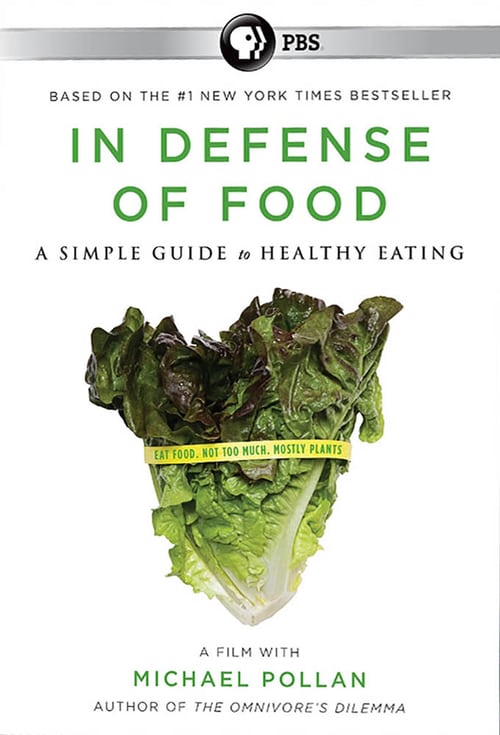 PBS
BASED ON THE #1 NEW YORK TIMES BESTSELLER
IN DEFENSE
OF FOOD
A SIMPLE GUIDE to HEALTHY EATING
EAT FOOD. NOT TOO MUCH. MOSTLY PLANTS
A FILM WITH
MICHAEL POLLAN
AUTHOR OF THE OMNIVORE'S DILEMMA